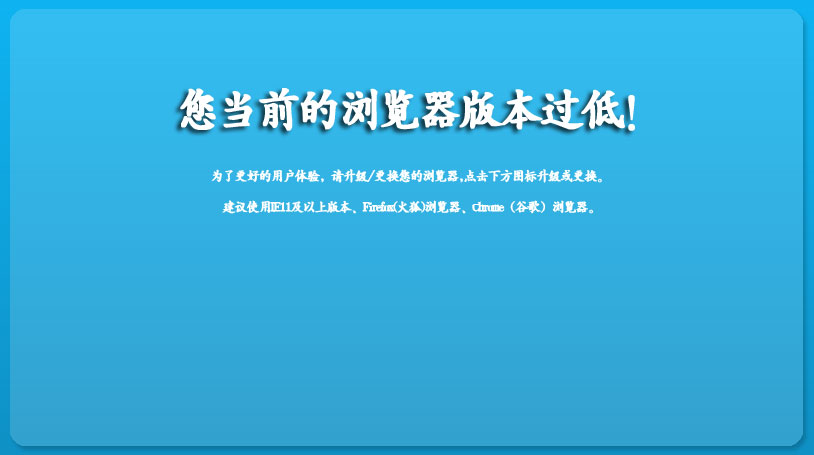 您当前的浏览器版本过低!
为了更好的用户体验，请升级/更换您的浏览器,点击下方图标升级或更换。
建议使用IE11及以上版本、Firefox(火狐)浏览器、Chrome（谷歌）浏览器。